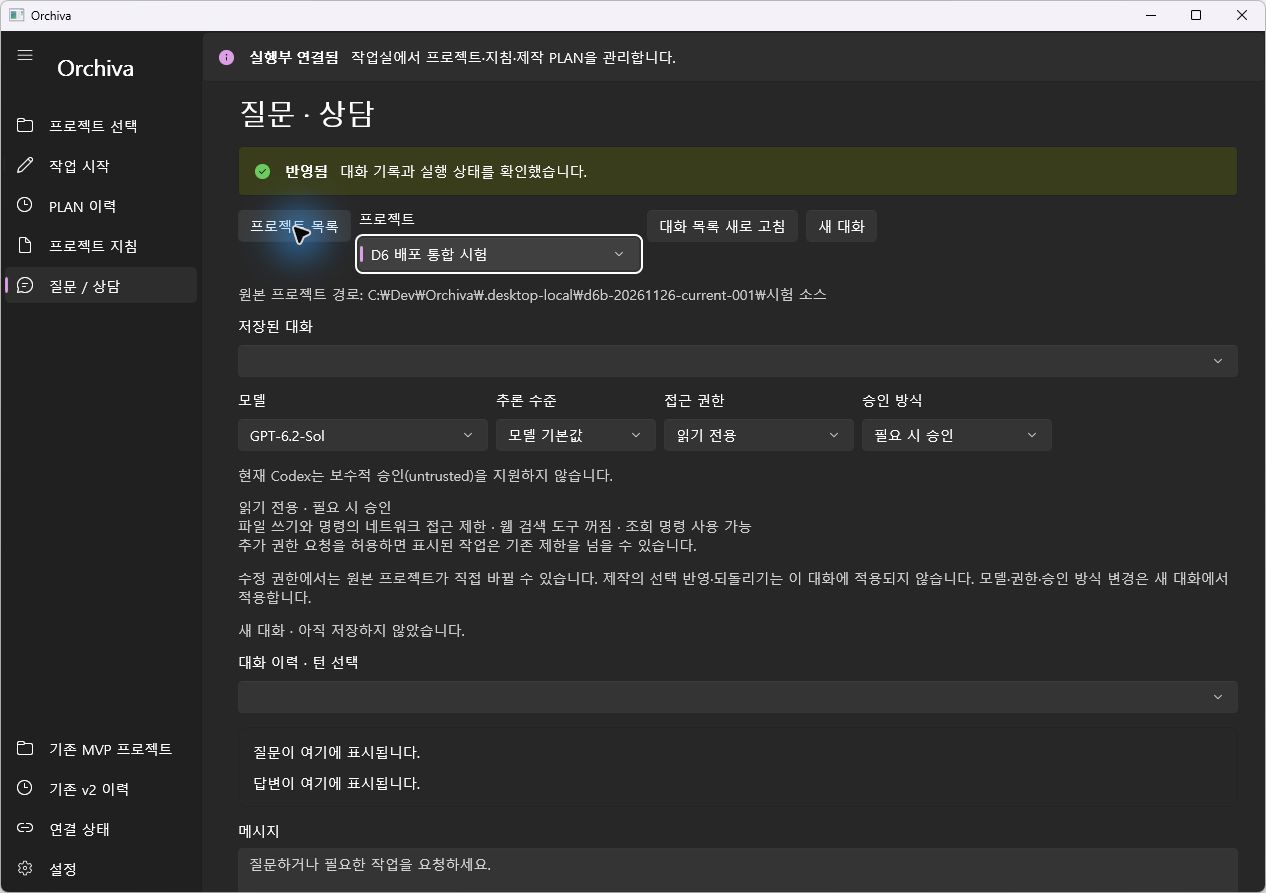 Orchiva
Orchiva
프로젝트 선택
작업 시작
PLAN 이력
프로젝트 지침
질문 / 상담
기존 MVP 프로젝트
기존 v2 이력
연결 상태
설정
실행부 연결됨 작업실에서 프로젝트·지침·제작 PLAN을 관리합니다.
질문 · 상담
반영됨 대화 기록과 실행 상태를 확인했습니다.
프로젝트 목록
프로젝트
D6 배포 통합 시험
대화 목록 새로 고침
새 대화
원본 프로젝트 경로: C:₩Dev₩Orchiva₩.desktop-local₩d6b-20261126-current-001₩시험 소스
저장된 대화
모델
추론 수준
접근 권한
승인 방식
GPT-6.2-Sol
모델 기본값
읽기 전용
필요 시 승인
현재 Codex는 보수적 승인(untrusted)을 지원하지 않습니다.
읽기 전용 · 필요 시 승인
파일 쓰기와 명령의 네트워크 접근 제한 · 웹 검색 도구 꺼짐 · 조회 명령 사용 가능
추가 권한 요청을 허용하면 표시된 작업은 기존 제한을 넘을 수 있습니다.
수정 권한에서는 원본 프로젝트가 직접 바뀔 수 있습니다. 제작의 선택 반영·되돌리기는 이 대화에 적용되지 않습니다. 모델·권한·승인 방식 변경은 새 대화에서
적용합니다.
새 대화 · 아직 저장하지 않았습니다.
대화 이력 · 턴 선택
질문이 여기에 표시됩니다.
답변이 여기에 표시됩니다.
메시지
질문하거나 필요한 작업을 요청하세요.